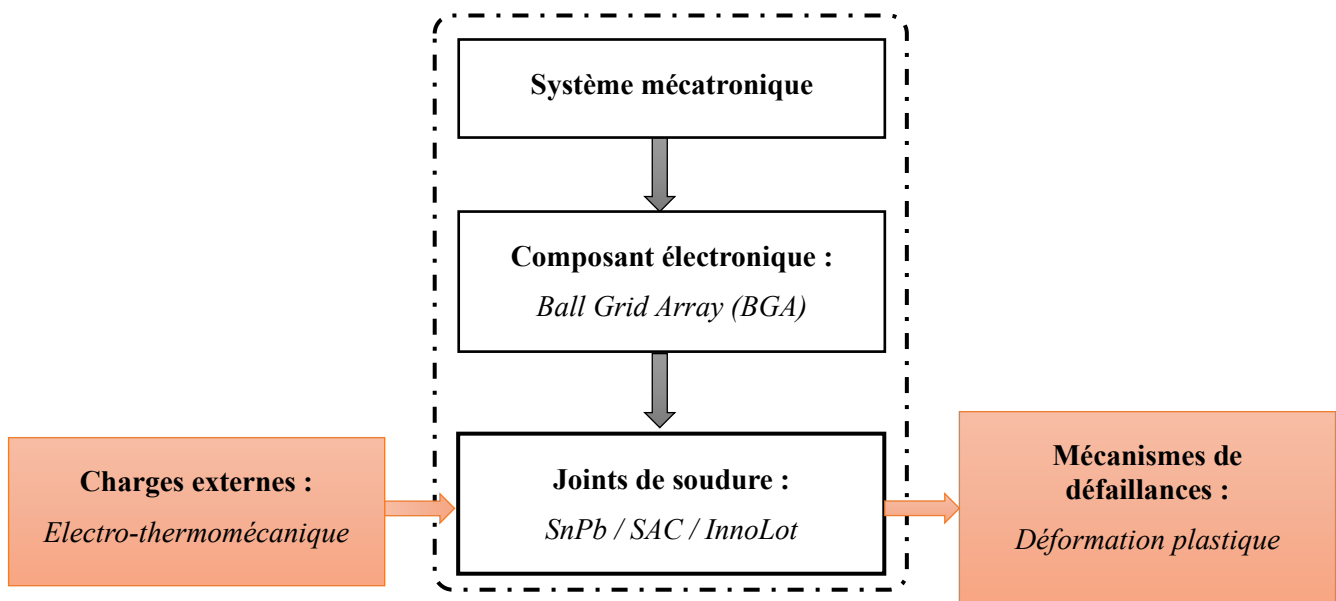 Système mécatronique
Composant électronique :
Ball Grid Array (BGA)
Charges externes :
Electro-thermomécanique
Joints de soudure :
SnPb / SAC / InnoLot
Mécanismes de
défaillances :
Déformation plastique